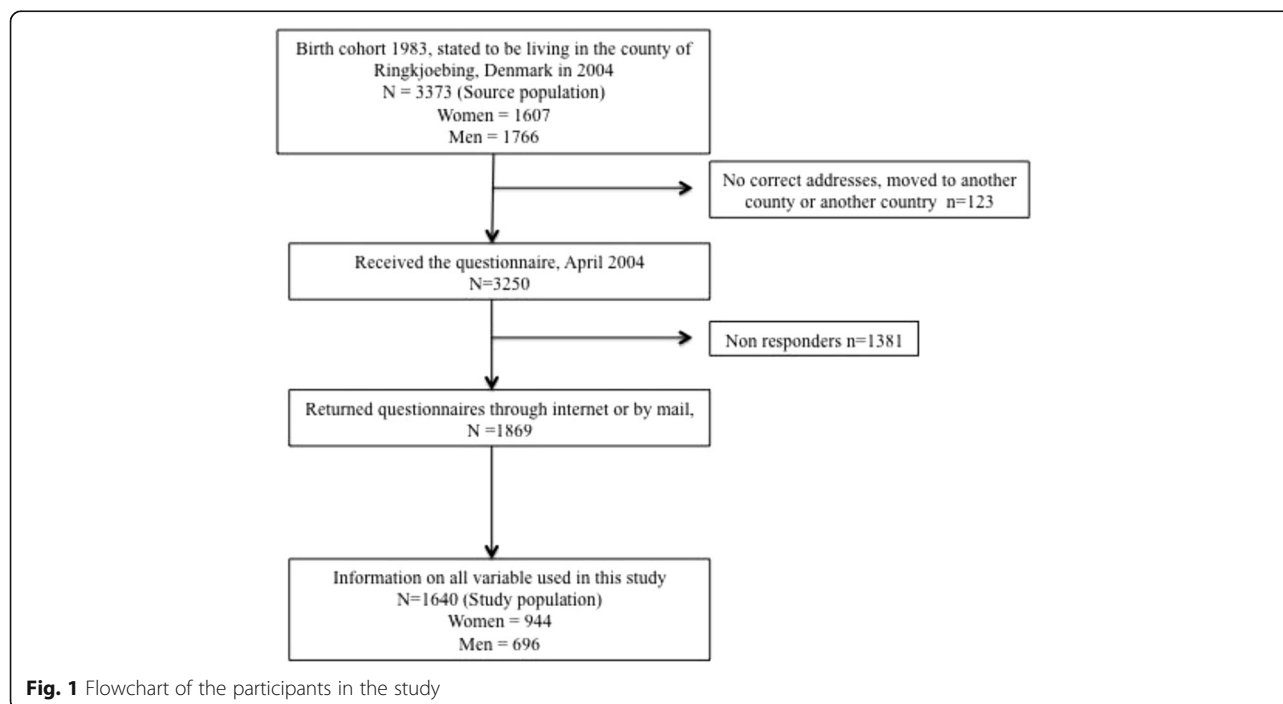 Birth cohort 1983, stated to be living in the county of
Ringkjoebing, Denmark in 2004
N = 3373 (Source population)
Women = 1607
Men = 1766
No correct addresses, moved to another
county or another country n=123
Received the questionnaire, April 2004
N=3250
Non responders n=1381
Returned questionnaires through internet or by mail,
N =1869
Information on all variable used in this study
N=1640 (Study population)
Women = 944
Men = 696
Fig. 1 Flowchart of the participants in the study